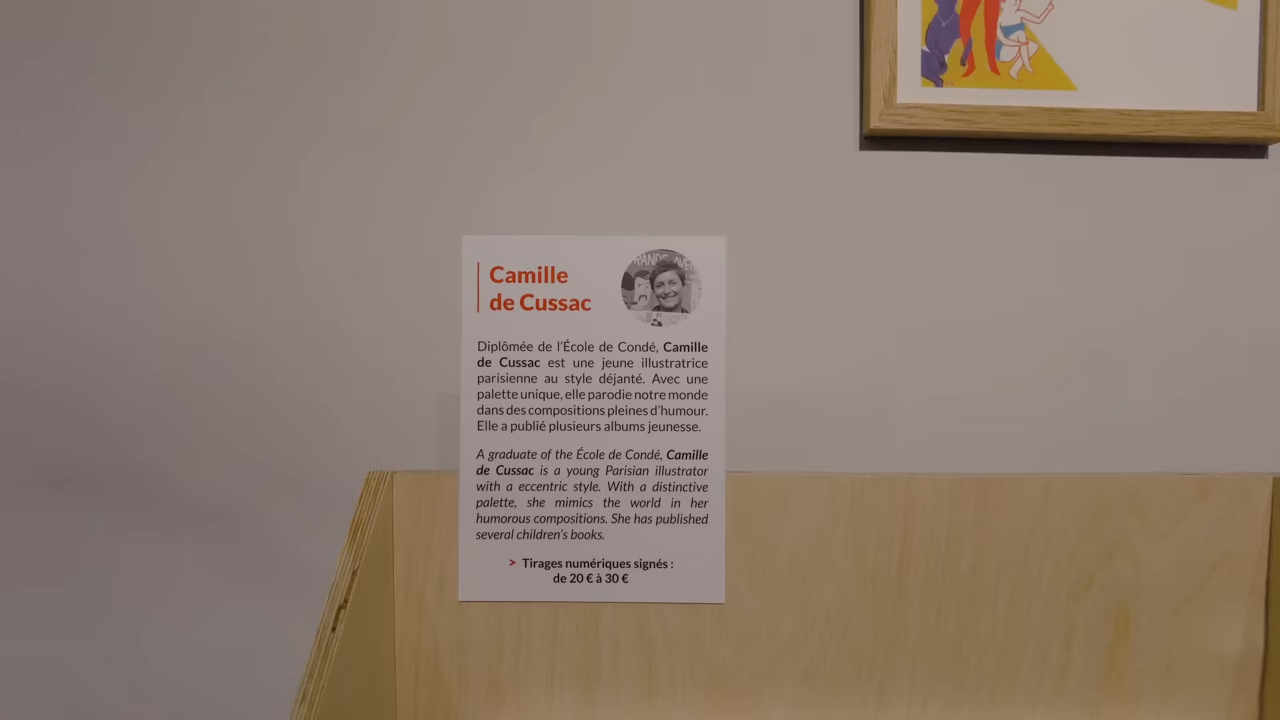 Camille
de Cussac
Diplômée de l'École de Condé, Camille
de Cussac est une jeune illustratrice
parisienne au style déjanté. Avec une
palette unique, elle parodie notre monde
dans des compositions pleines d'humour.
Elle a publié plusieurs albums jeunesse.
A graduate of the École de Condé, Camille
de Cussac is a young Parisian illustrator
with a eccentric style. With a distinctive
palette, she mimics the world in her
humorous compositions. She has published
several children's books.
> Tirages numériques signés :
de 20 € à 30 €